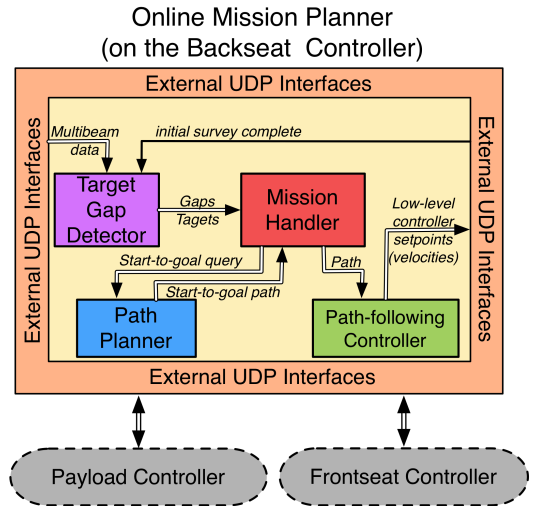 Online Mission Planner
(on the Backseat  Controller)
External UDP Interfaces
External UDP Interfaces
External UDP Interfaces
Multibeam
data
initial survey complete
Target
Gap
Detector
Gaps
Tagets
Mission
Handler
Low-level
controller
setpoints
(velocities)
Start-to-goal query
Start-to-goal path
Path
Path
Planner
Path-following
Controller
External UDP Interfaces
Payload Controller
Frontseat Controller